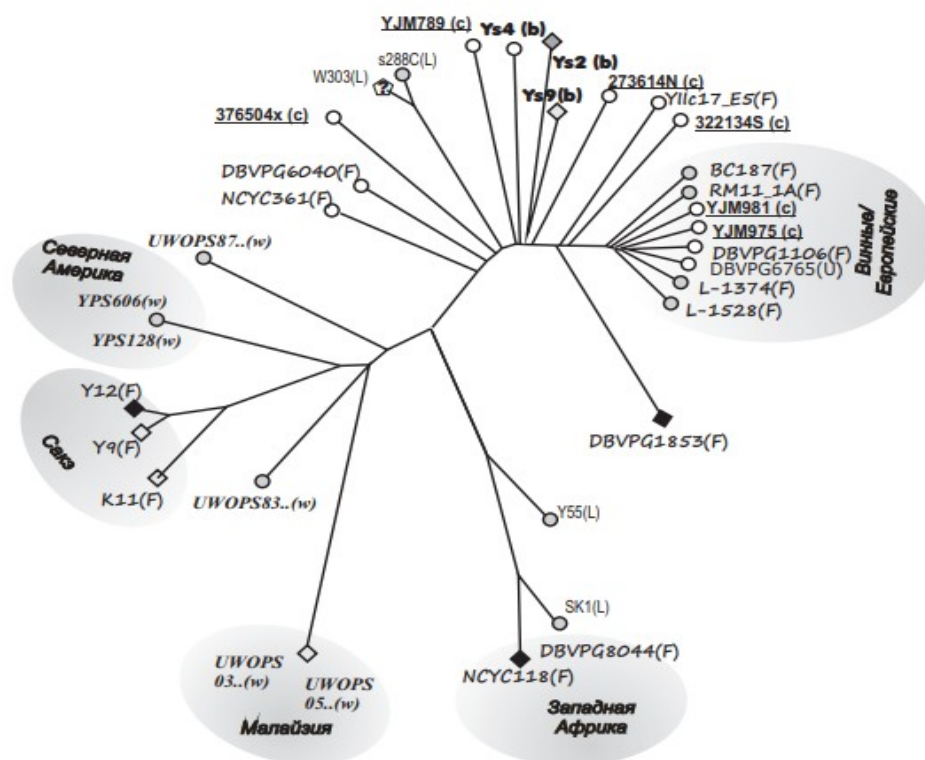 YJM789 (c)
Ys4 (b)
Ys2 (b)
s288C(L)
W303(L)
?
273614N (c)
YIIc17_E5(F)
Ys9(b)
376504x (c)
322134S (c)
DBVPG6040(F)
NCYC361(F)
BC187(F)
RM11_1A(F)
YJM981 (c)
YJM975 (c)
DBVPG1106(F)
DBVPG6765(U)
L-1374(F)
L-1528(F)
Винные/
Европейские
Северная
Америка
UWOPS87..(w)
YPS606(w)
YPS128(w)
Сакэ
Y12(F)
Y9(F)
K11(F)
UWOPS83..(w)
DBVPG1853(F)
Y55(L)
SK1(L)
DBVPG8044(F)
NCYC118(F)
Западная
Африка
UWOPS
03..(w)
UWOPS
05..(w)
Малайзия